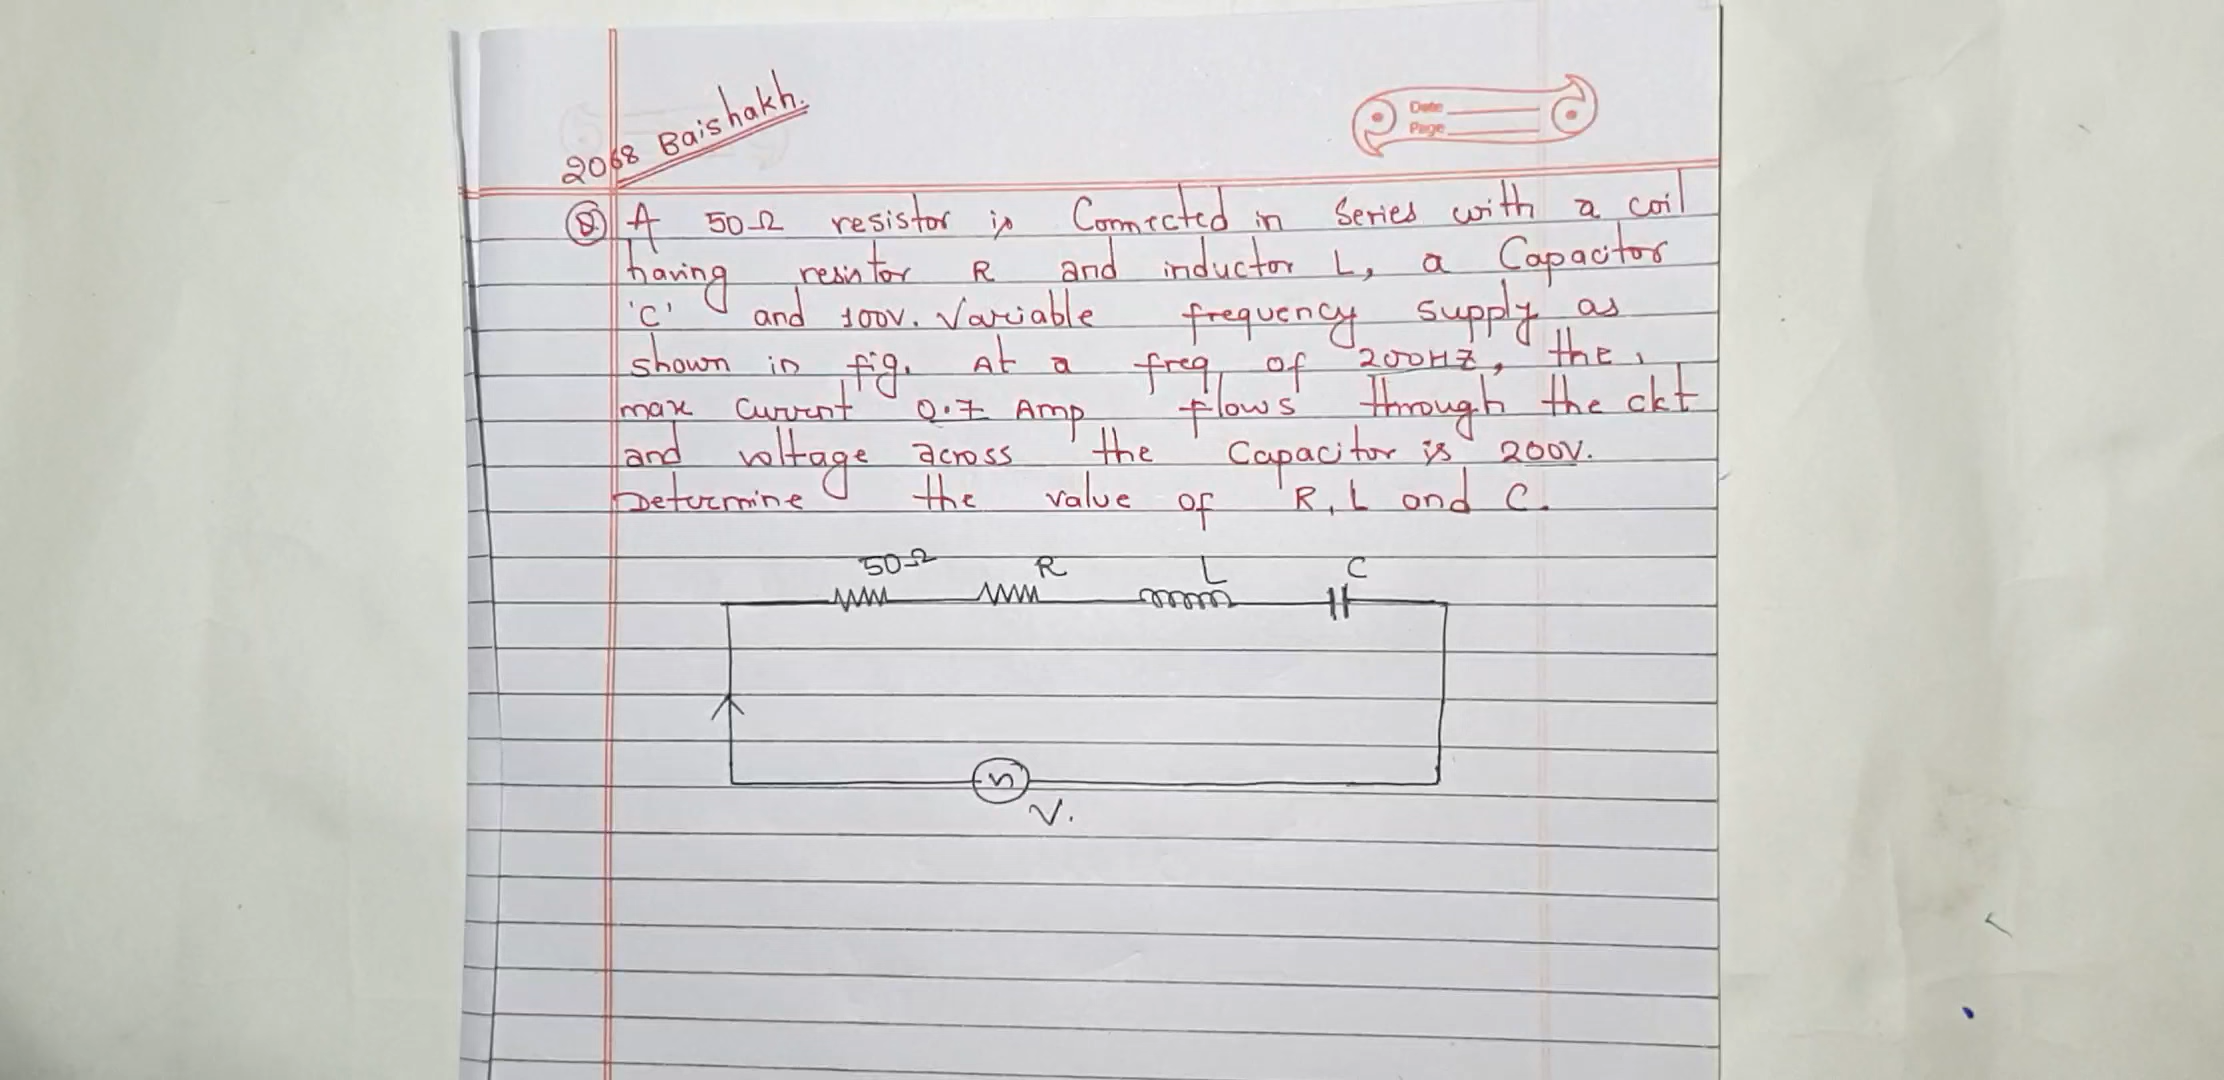 2068 Baishakh.
Date
Page
Q. A 50Ω resistor is Connected in Series with a coil
having resistor R and inductor L, a Capacitor
'C' and 100V. Variable frequency supply as
shown in fig. At a freq. of 200HZ, the
max current 0.7 Amp flows through the ckt
and voltage across the Capacitor is 200V.
Determine the value of R, L and C.
50Ω R L C
V.